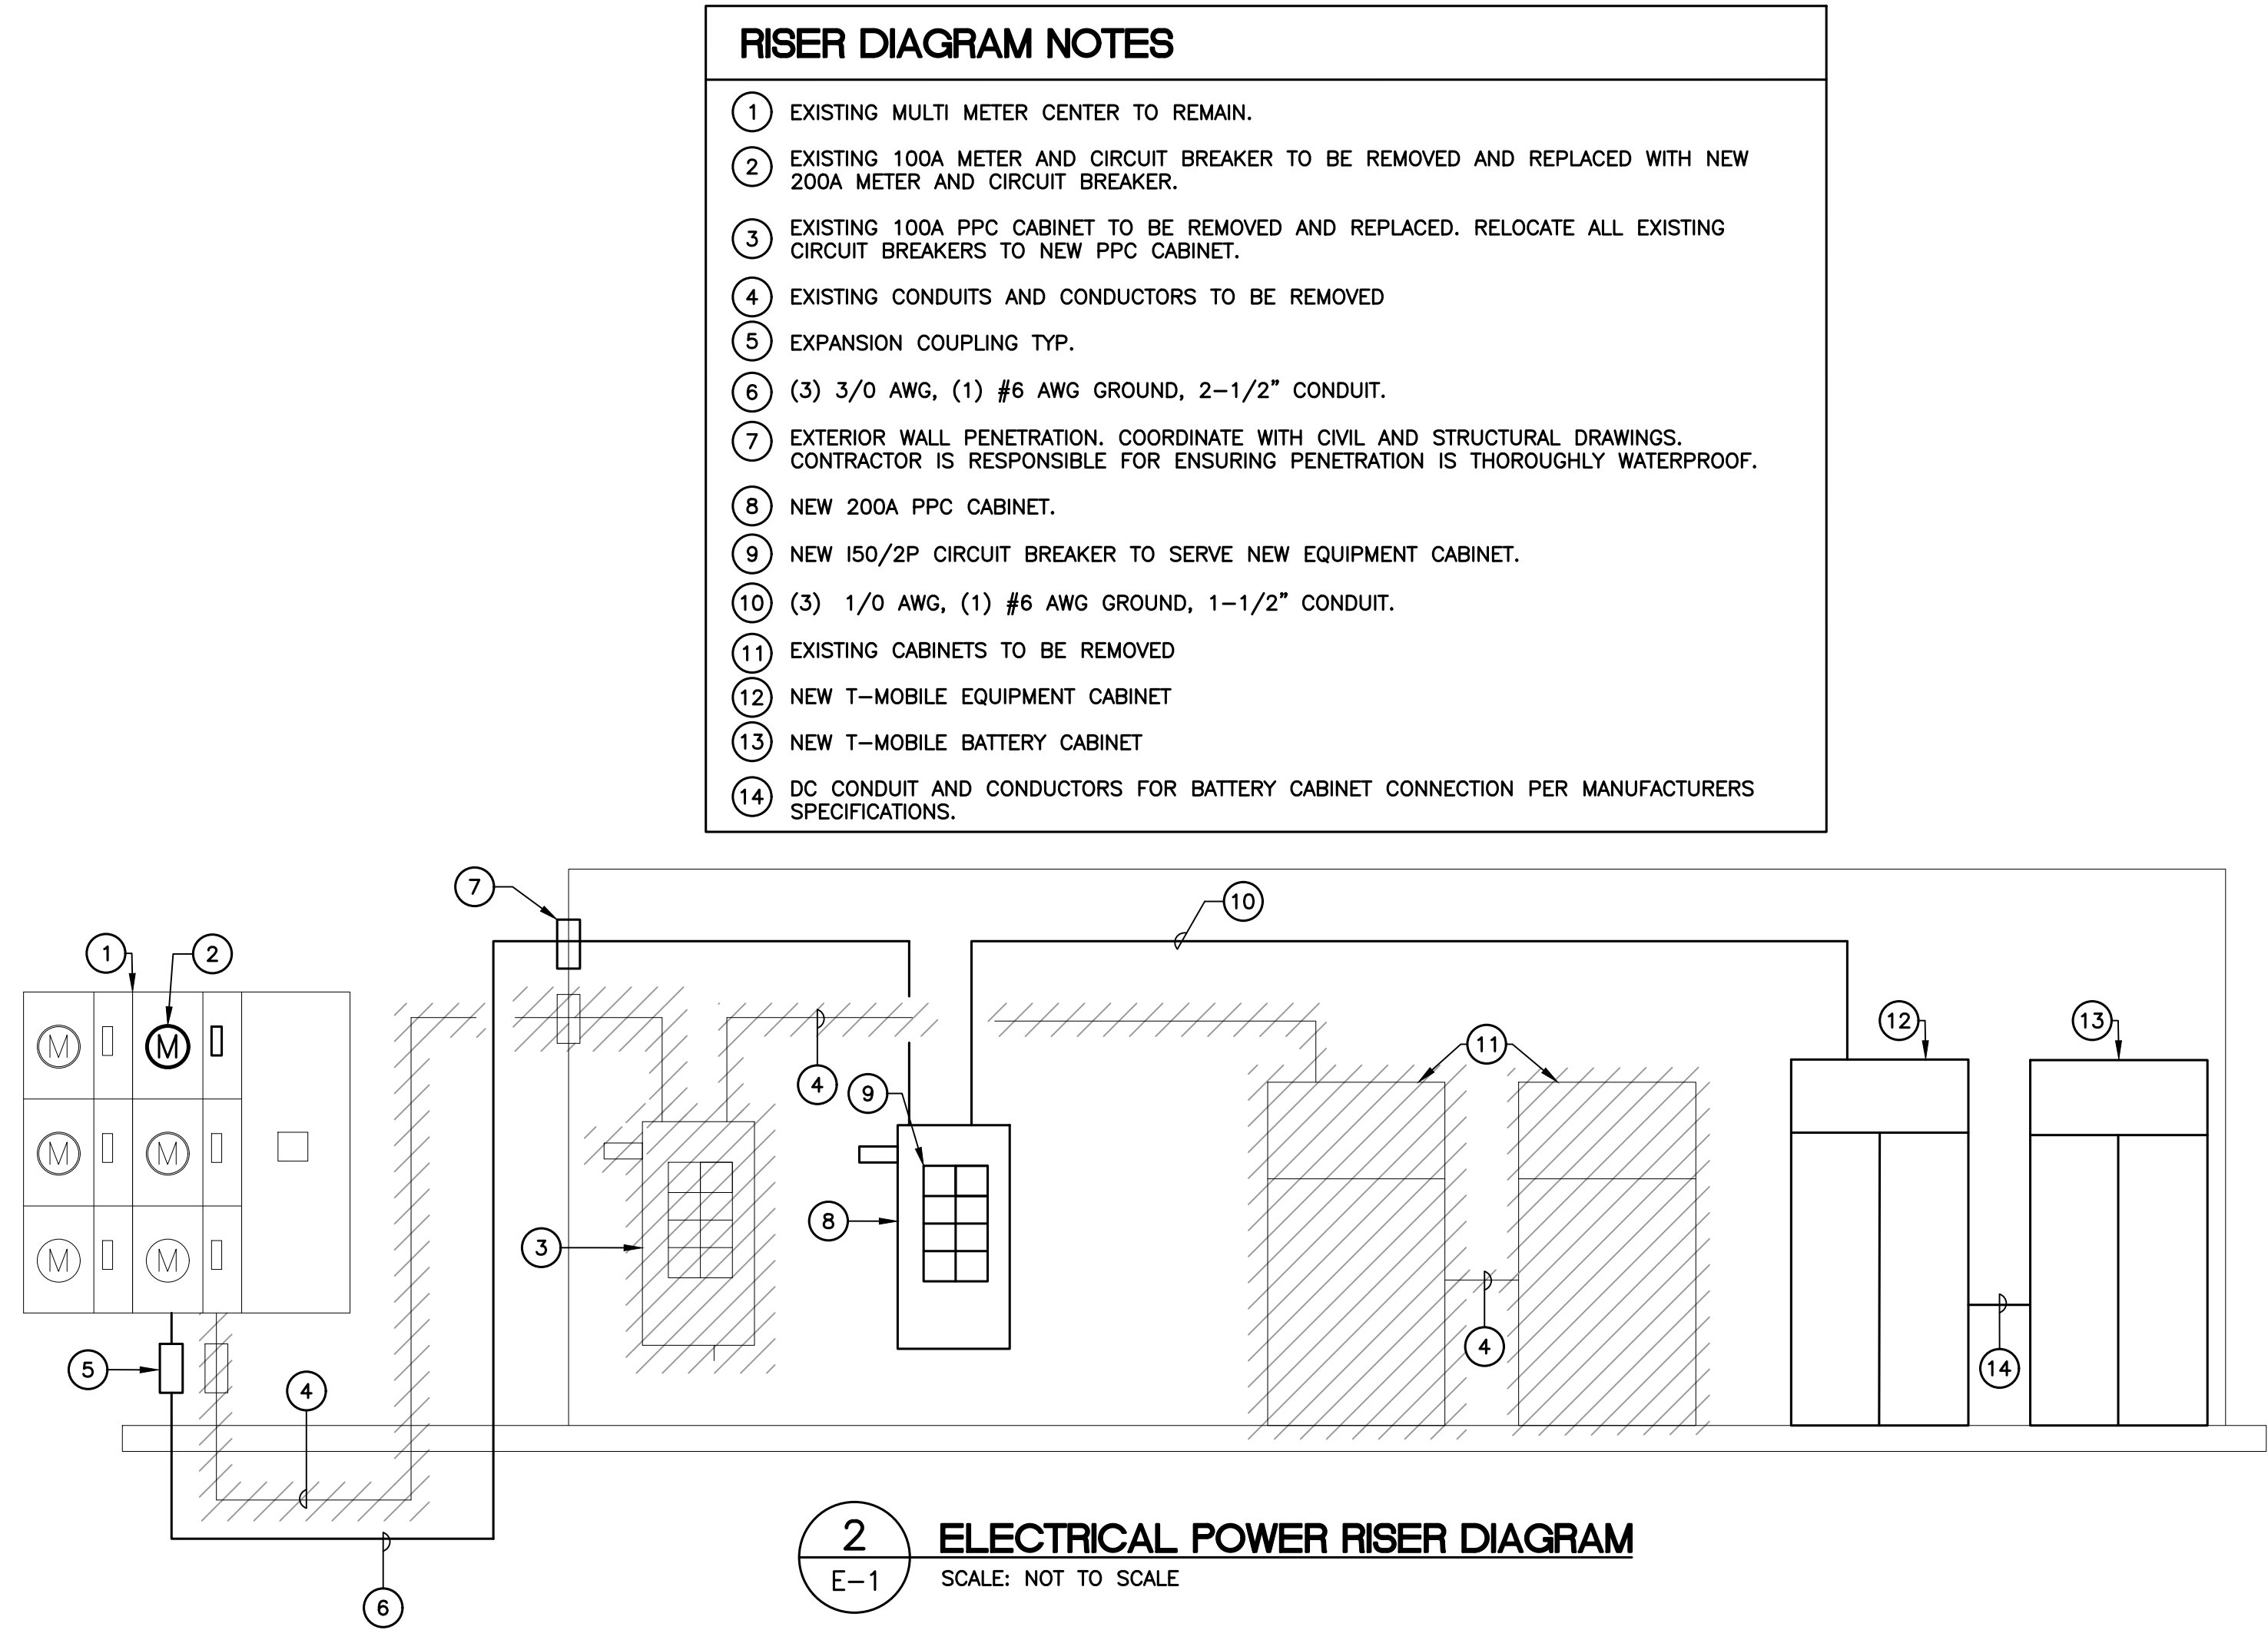 RISER DIAGRAM NOTES
1 EXISTING MULTI METER CENTER TO REMAIN.
2 EXISTING 100A METER AND CIRCUIT BREAKER TO BE REMOVED AND REPLACED WITH NEW
200A METER AND CIRCUIT BREAKER.
3 EXISTING 100A PPC CABINET TO BE REMOVED AND REPLACED. RELOCATE ALL EXISTING
CIRCUIT BREAKERS TO NEW PPC CABINET.
4 EXISTING CONDUITS AND CONDUCTORS TO BE REMOVED
5 EXPANSION COUPLING TYP.
6 (3) 3/0 AWG, (1) #6 AWG GROUND, 2-1/2" CONDUIT.
7 EXTERIOR WALL PENETRATION. COORDINATE WITH CIVIL AND STRUCTURAL DRAWINGS.
CONTRACTOR IS RESPONSIBLE FOR ENSURING PENETRATION IS THOROUGHLY WATERPROOF.
8 NEW 200A PPC CABINET.
9 NEW I50/2P CIRCUIT BREAKER TO SERVE NEW EQUIPMENT CABINET.
10 (3) 1/0 AWG, (1) #6 AWG GROUND, 1-1/2" CONDUIT.
11 EXISTING CABINETS TO BE REMOVED
12 NEW T-MOBILE EQUIPMENT CABINET
13 NEW T-MOBILE BATTERY CABINET
14 DC CONDUIT AND CONDUCTORS FOR BATTERY CABINET CONNECTION PER MANUFACTURERS
SPECIFICATIONS.
7
10
1
2
12
13
M
M
11
4
9
M
M
8
3
M
M
4
5
14
4
6
2
ELECTRICAL POWER RISER DIAGRAM
E-1
SCALE: NOT TO SCALE